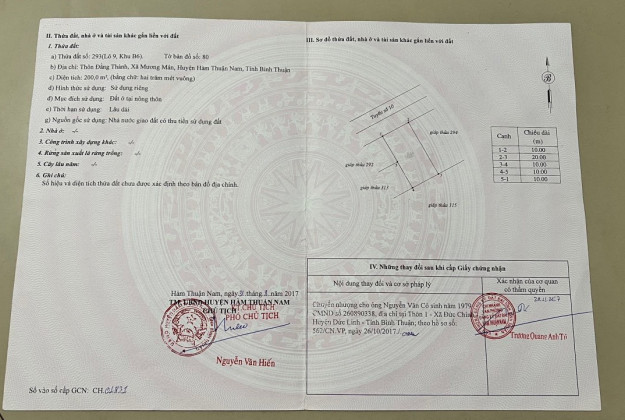 II. Thửa đất, nhà ở và tài sản khác gắn liền với đất
1. Thửa đất:
a) Thửa đất số: 293(Lô 9, Khu B6). Tờ bản đồ số: 80
b) Địa chỉ: Thôn Đằng Thành, Xã Mương Mán, Huyện Hàm Thuận Nam, Tỉnh Bình Thuận
c) Diện tích: 200,0 m², (bằng chữ: hai trăm mét vuông)
d) Hình thức sử dụng: Sử dụng riêng
đ) Mục đích sử dụng: Đất ở tại nông thôn
e) Thời hạn sử dụng: Lâu dài
g) Nguồn gốc sử dụng: Nhà nước giao đất có thu tiền sử dụng đất
2. Nhà ở: -/-
3. Công trình xây dựng khác: -/-
4. Rừng sản xuất là rừng trồng: -/-
5. Cây lâu năm: -/-
6. Ghi chú:
Số hiệu và diện tích thửa đất chưa được xác định theo bản đồ địa chính.
Hàm Thuận Nam, ngày tháng 8 năm 2017
TM. UBND HUYỆN HÀM THUẬN NAM
CHỦ TỊCH
PHÓ CHỦ TỊCH
Nguyễn Văn Hiến
Số vào sổ cấp GCN: CH.
III. Sơ đồ thửa đất, nhà ở và tài sản khác gắn liền với đất
B
Tuyến số 10
giáp thửa 294
giáp thửa 292
giáp thửa 313
giáp thửa 315
Cạnh Chiều dài (m)
1-2 10.00
2-3 20.00
3-4 10.00
4-5 10.00
5-1 10.00
IV. Những thay đổi sau khi cấp Giấy chứng nhận
Nội dung thay đổi và cơ sở pháp lý
Xác nhận của cơ quan có thẩm quyền
Chuyển nhượng cho ông Nguyễn Văn Cô sinh năm 1979,
CMND số 260890338, địa chỉ tại Thôn 1 - Xã Đức Chính -
Huyện Đức Linh - Tỉnh Bình Thuận, theo hồ sơ số:
562/CN.VP, ngày 26/10/2017
Trương Quang Anh Tô